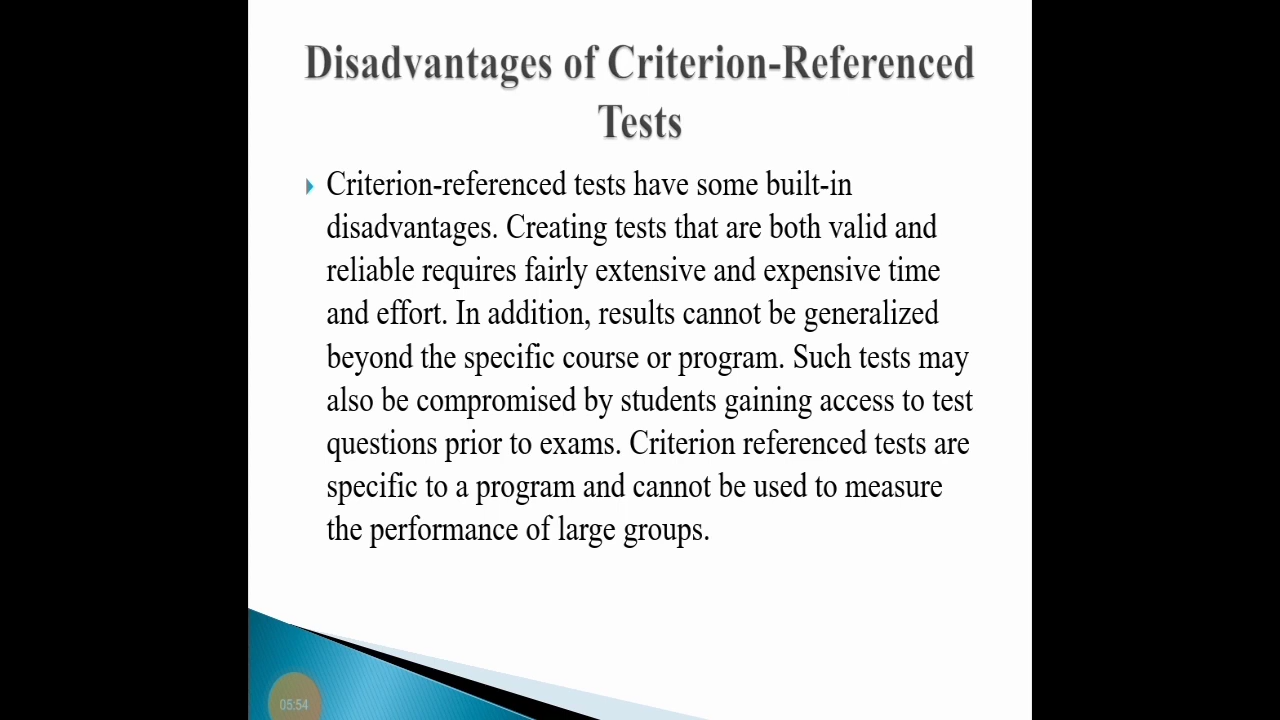 Disadvantages of Criterion-Referenced
Tests
Criterion-referenced tests have some built-in
disadvantages. Creating tests that are both valid and
reliable requires fairly extensive and expensive time
and effort. In addition, results cannot be generalized
beyond the specific course or program. Such tests may
also be compromised by students gaining access to test
questions prior to exams. Criterion referenced tests are
specific to a program and cannot be used to measure
the performance of large groups.
05:54